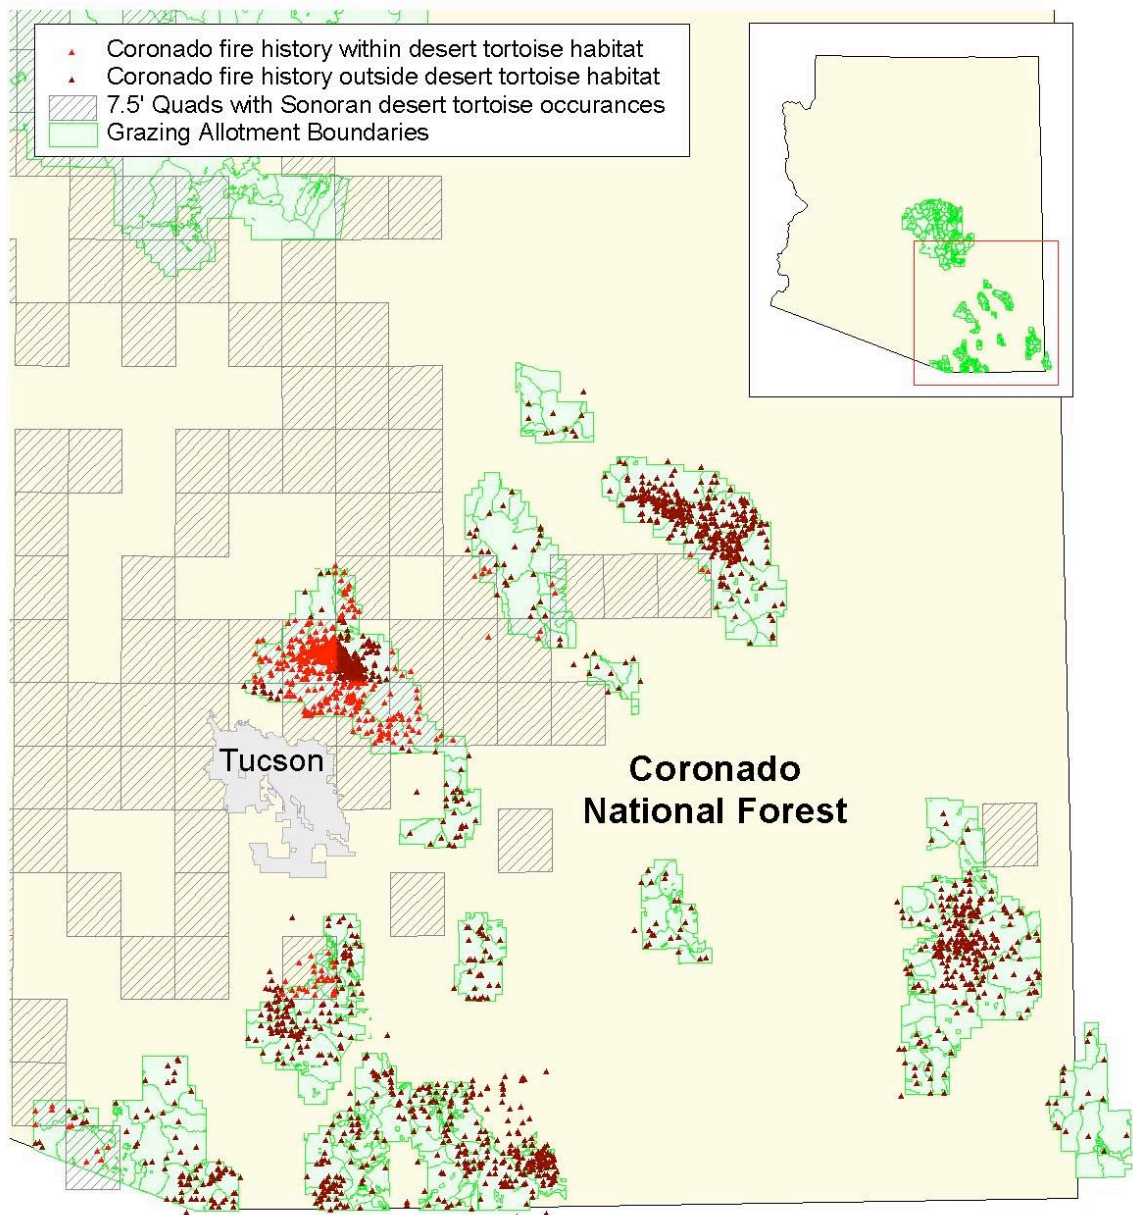 Coronado fire history within desert tortoise habitat
Coronado fire history outside desert tortoise habitat
7.5' Quads with Sonoran desert tortoise occurances
Grazing Allotment Boundaries
Tucson
Coronado
National Forest